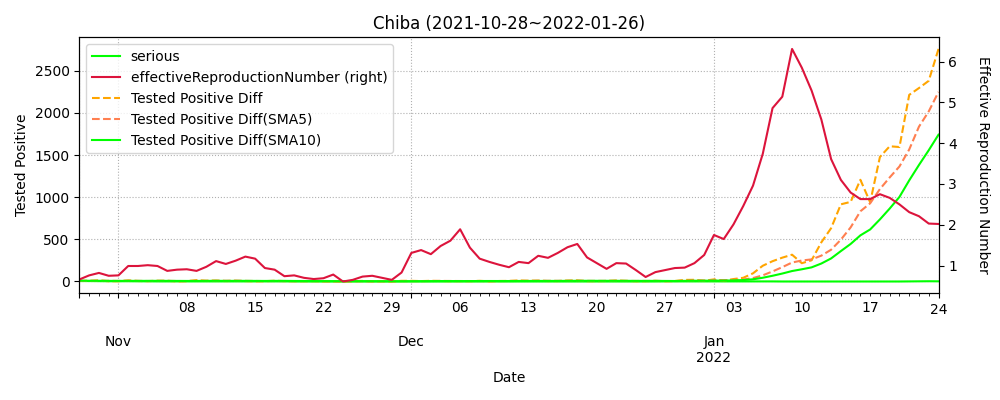 Chiba (2021-10-28~2022-01-26)
serious
effectiveReproductionNumber (right)
Tested Positive Diff
Tested Positive Diff(SMA5)
Tested Positive Diff(SMA10)
Tested Positive
2500
2000
1500
1000
500
0
Effective Reproduction Number
6
5
4
3
2
1
08 15 22 29 06 13 20 27 03 10 17 24
Nov Dec Jan
2022
Date